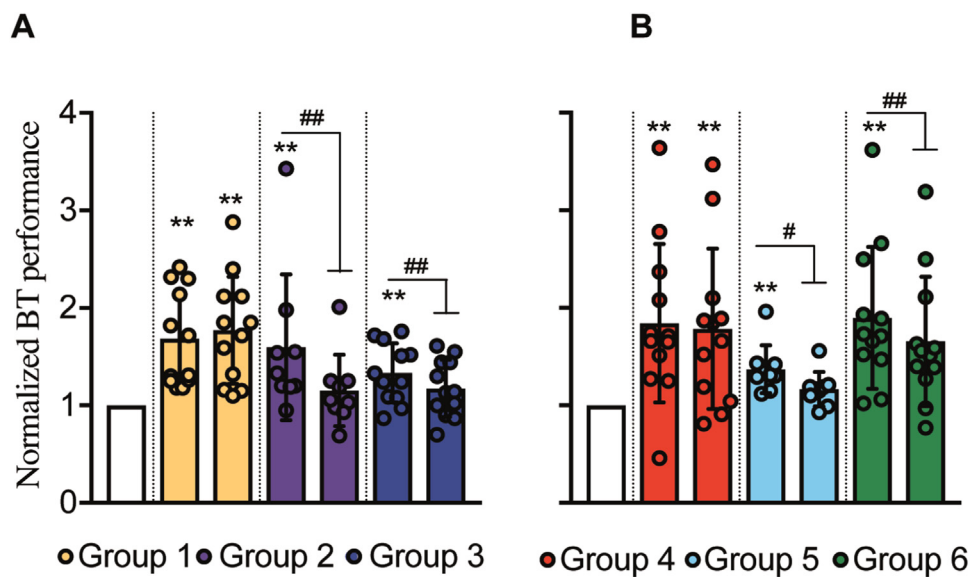 A
B
Normalized BT performance
4
3
2
1
0
** ** ** ## ** ##
** ** ** # ** ##
Group 1 Group 2 Group 3
Group 4 Group 5 Group 6